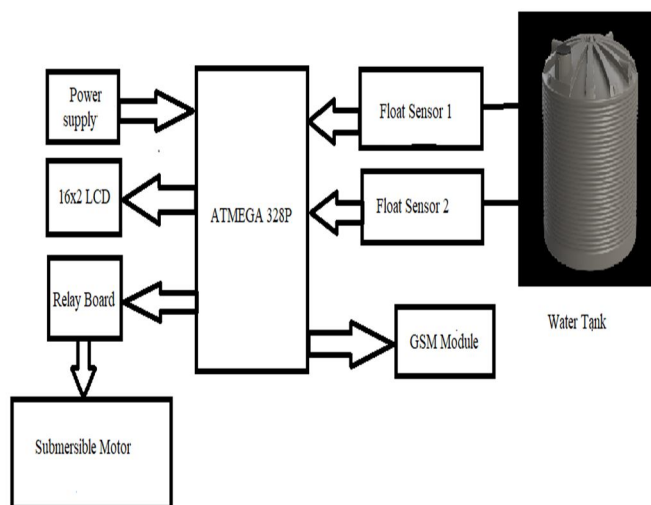 Power
supply
16x2 LCD
Relay Board
Submersible Motor
ATMEGA 328P
Float Sensor 1
Float Sensor 2
GSM Module
Water Tank